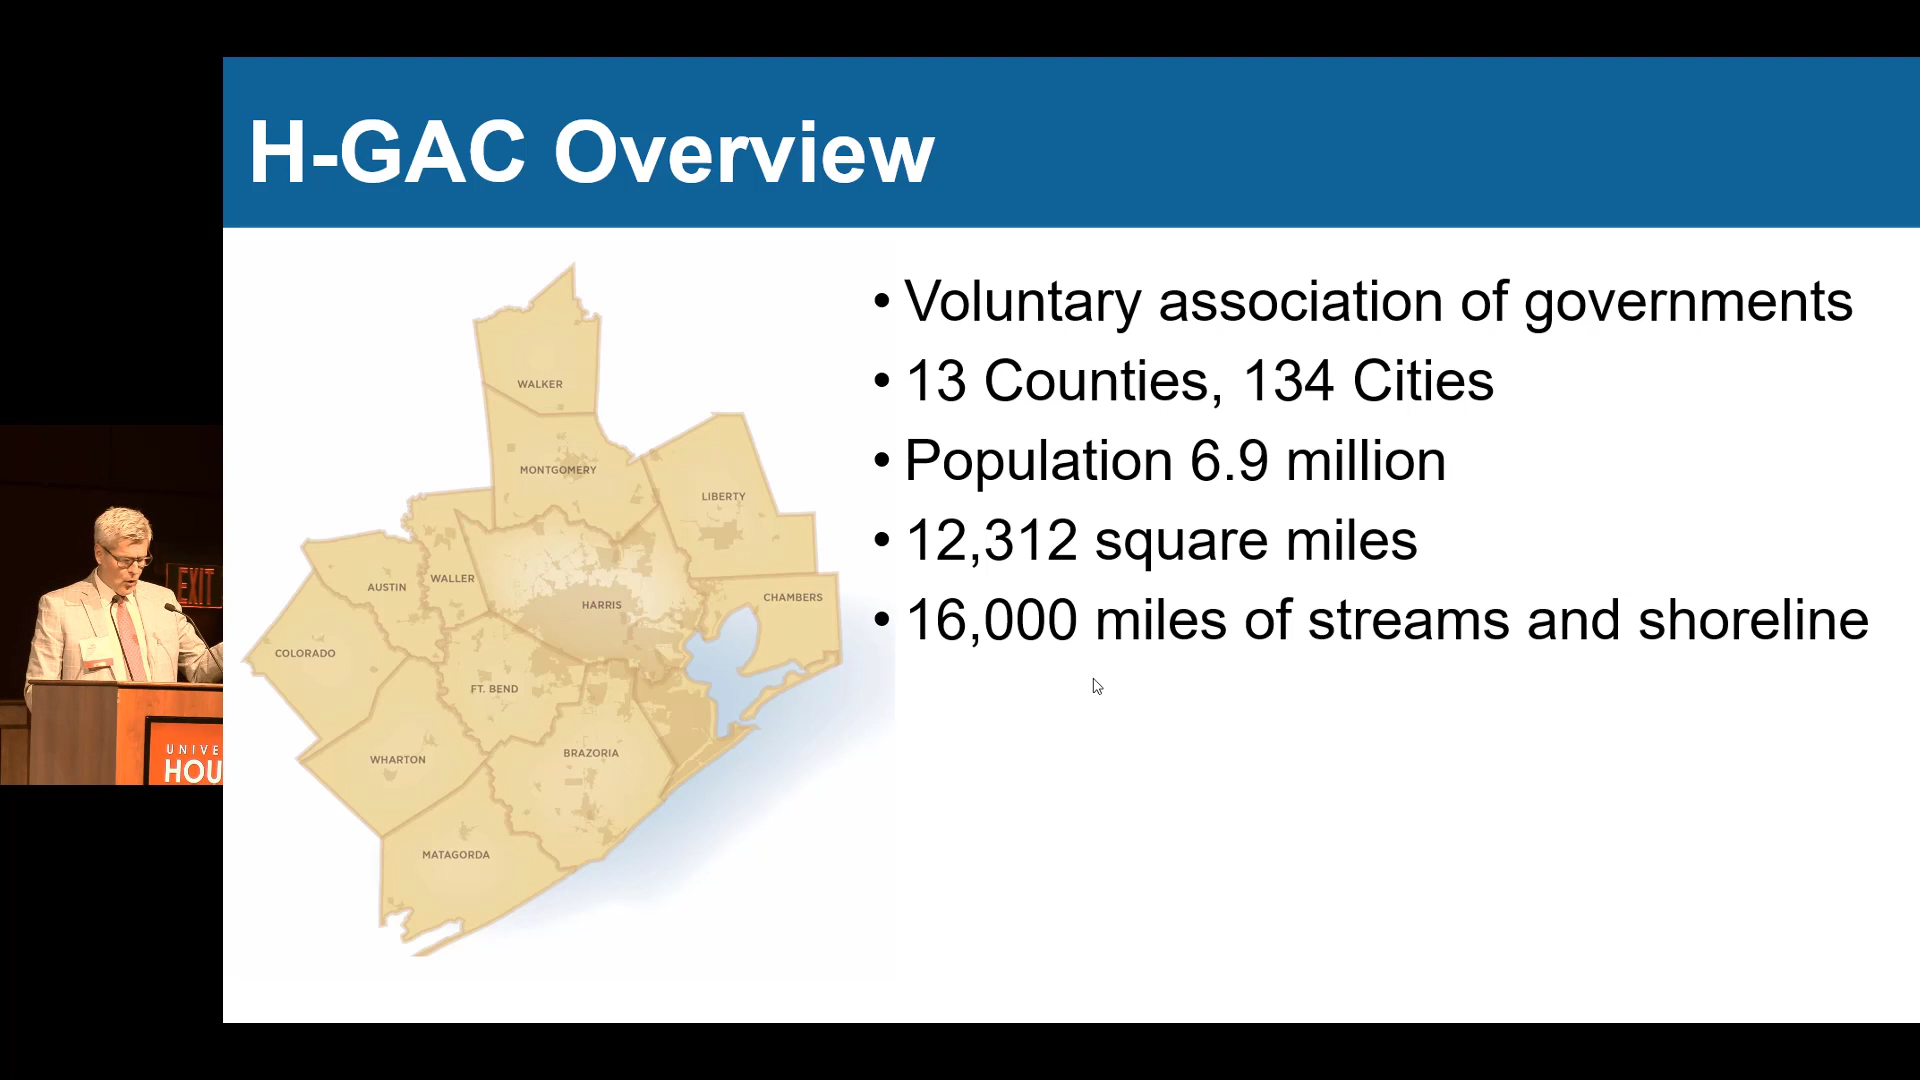 H-GAC Overview
• Voluntary association of governments
• 13 Counties, 134 Cities
• Population 6.9 million
• 12,312 square miles
• 16,000 miles of streams and shoreline
WALKER
MONTGOMERY
LIBERTY
AUSTIN
WALLER
HARRIS
CHAMBERS
COLORADO
FT. BEND
WHARTON
BRAZORIA
MATAGORDA
EXIT
UNIVE
HOU